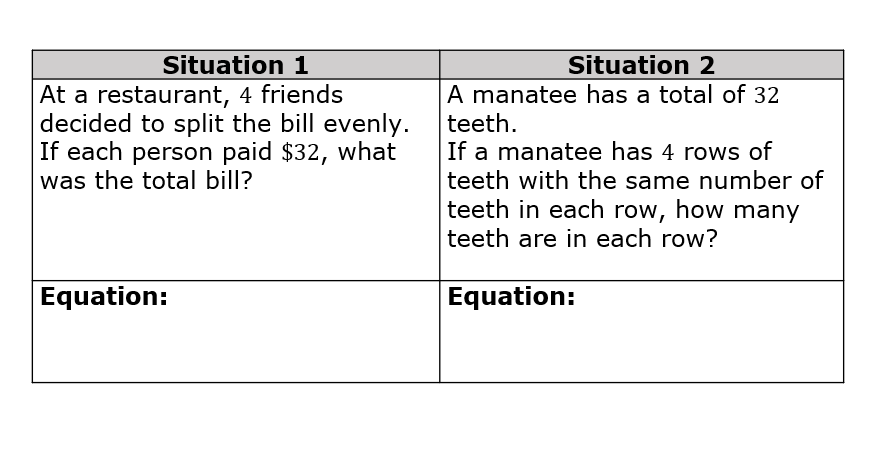 Situation 1
Situation 2
At a restaurant, 4 friends
decided to split the bill evenly.
If each person paid $32, what
was the total bill?
A manatee has a total of 32
teeth.
If a manatee has 4 rows of
teeth with the same number of
teeth in each row, how many
teeth are in each row?
Equation:
Equation: